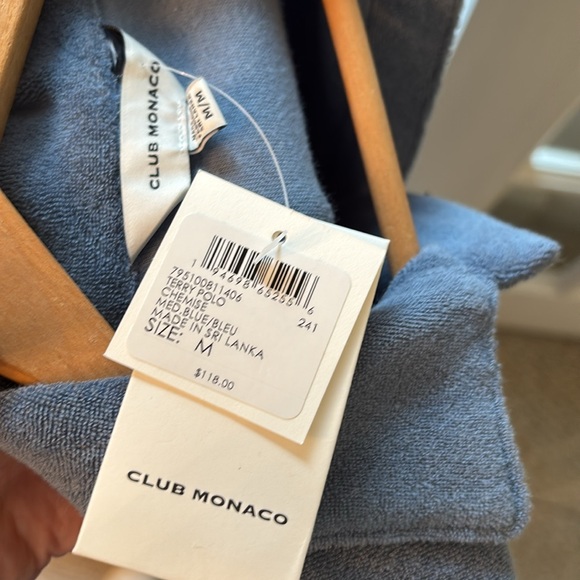 CLUB MONACO
M/M
1 94698 65255 6
795100B11406
241
TERRY POLO
CHEMISE
MED.BLUE/BLEU
MADE IN SRI LANKA
SIZE: M
$118.00
CLUB MONACO